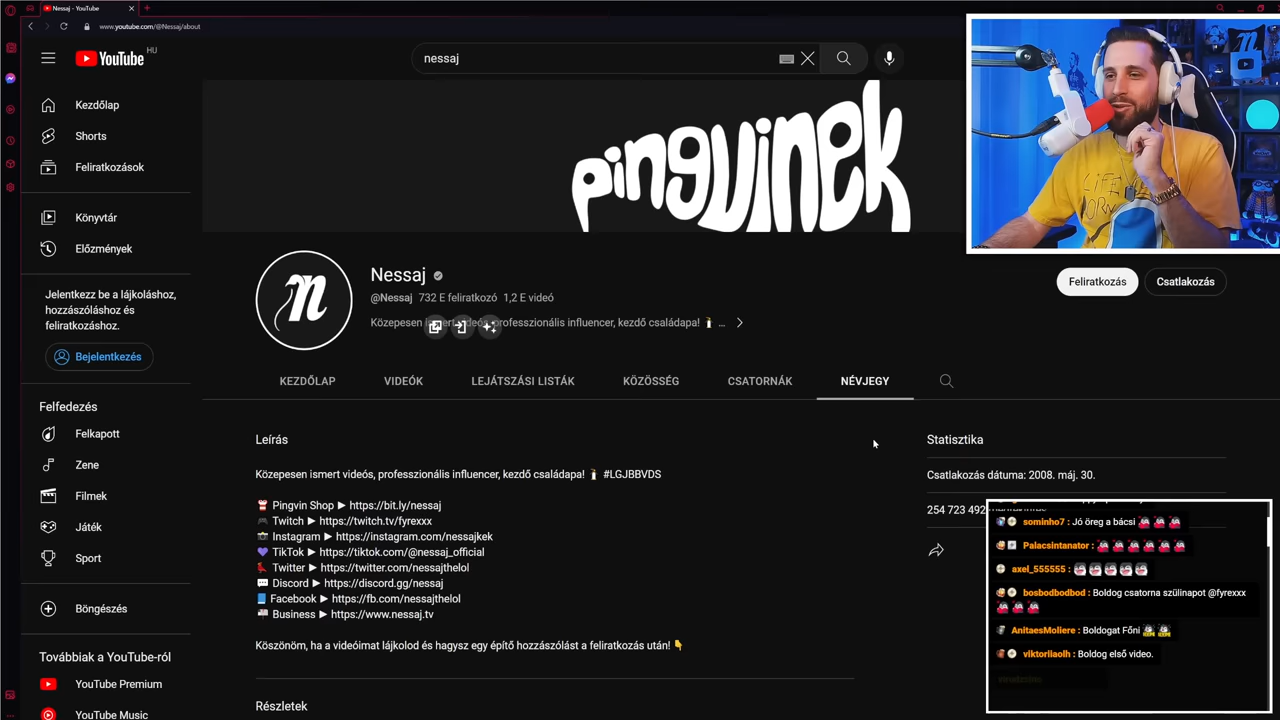 Nessaj - YouTube
www.youtube.com/@Nessaj/about
YouTube HU
nessaj
Kezdőlap
Shorts
Feliratkozások
Könyvtár
Előzmények
Jelentkezz be a lájkoláshoz,
hozzászóláshoz és
feliratkozáshoz.
Bejelentkezés
Felfedezés
Felkapott
Zene
Filmek
Játék
Sport
Böngészés
Továbbiak a YouTube-ról
YouTube Premium
YouTube Music
pingvinek
n
Nessaj
@Nessaj 732 E feliratkozó 1,2 E videó
Közepesen professzionális influencer, kezdő családapa! ...
Feliratkozás
Csatlakozás
KEZDŐLAP VIDEÓK LEJÁTSZÁSI LISTÁK KÖZÖSSÉG CSATORNÁK NÉVJEGY
Leírás
Közepesen ismert videós, professzionális influencer, kezdő családapa! #LGJBBVDS
Pingvin Shop ► https://bit.ly/nessaj
Twitch ► https://twitch.tv/fyrexxx
Instagram ► https://instagram.com/nessajkek
TikTok ► https://tiktok.com/@nessaj_official
Twitter ► https://twitter.com/nessajthelol
Discord ► https://discord.gg/nessaj
Facebook ► https://fb.com/nessajthelol
Business ► https://www.nessaj.tv
Köszönöm, ha a videóimat lájkolod és hagysz egy építő hozzászólást a feliratkozás után! 👇
Részletek
Statisztika
Csatlakozás dátuma: 2008. máj. 30.
254 723 492
sominho7 : Jó öreg a bácsi
Palacsintanator :
axel_555555 :
bosbodbodbod : Boldog csatorna szülinapot @fyrexxx
AnitaesMoliere : Boldogat Főni
viktoriiaolh : Boldog első video.